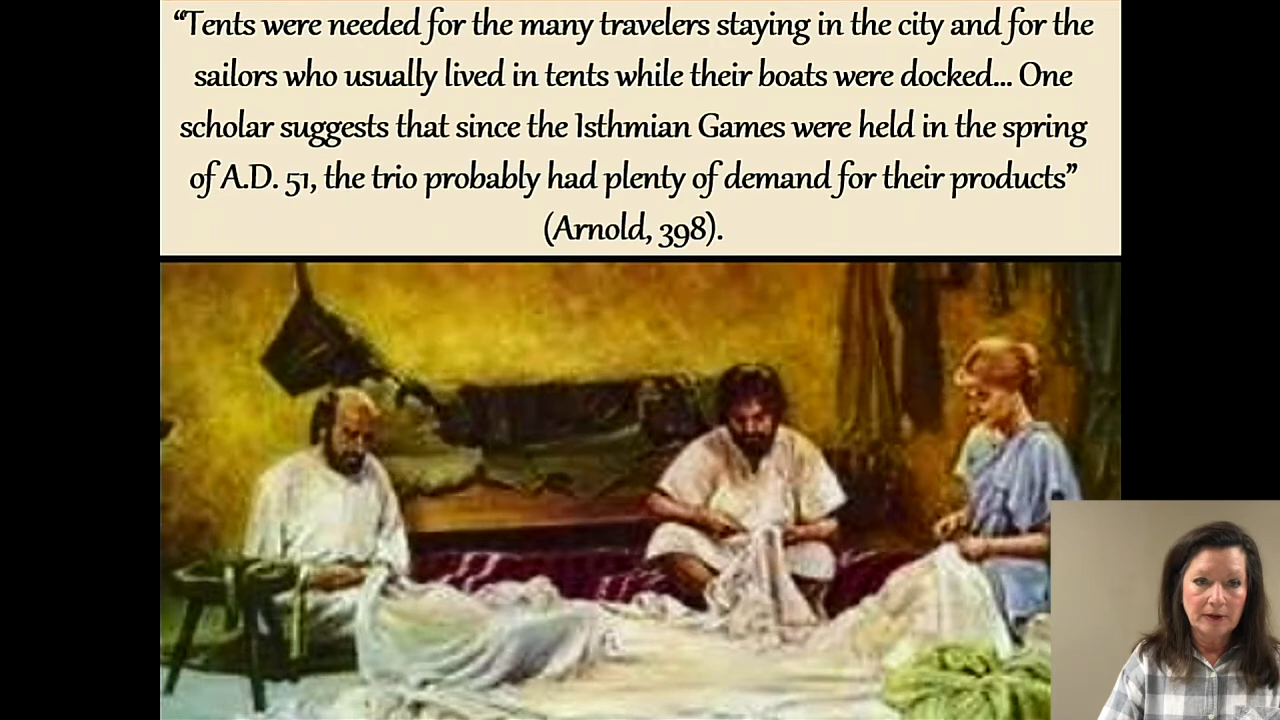 “Tents were needed for the many travelers staying in the city and for the
sailors who usually lived in tents while their boats were docked... One
scholar suggests that since the Isthmian Games were held in the spring
of A.D. 51, the trio probably had plenty of demand for their products”
(Arnold, 398).